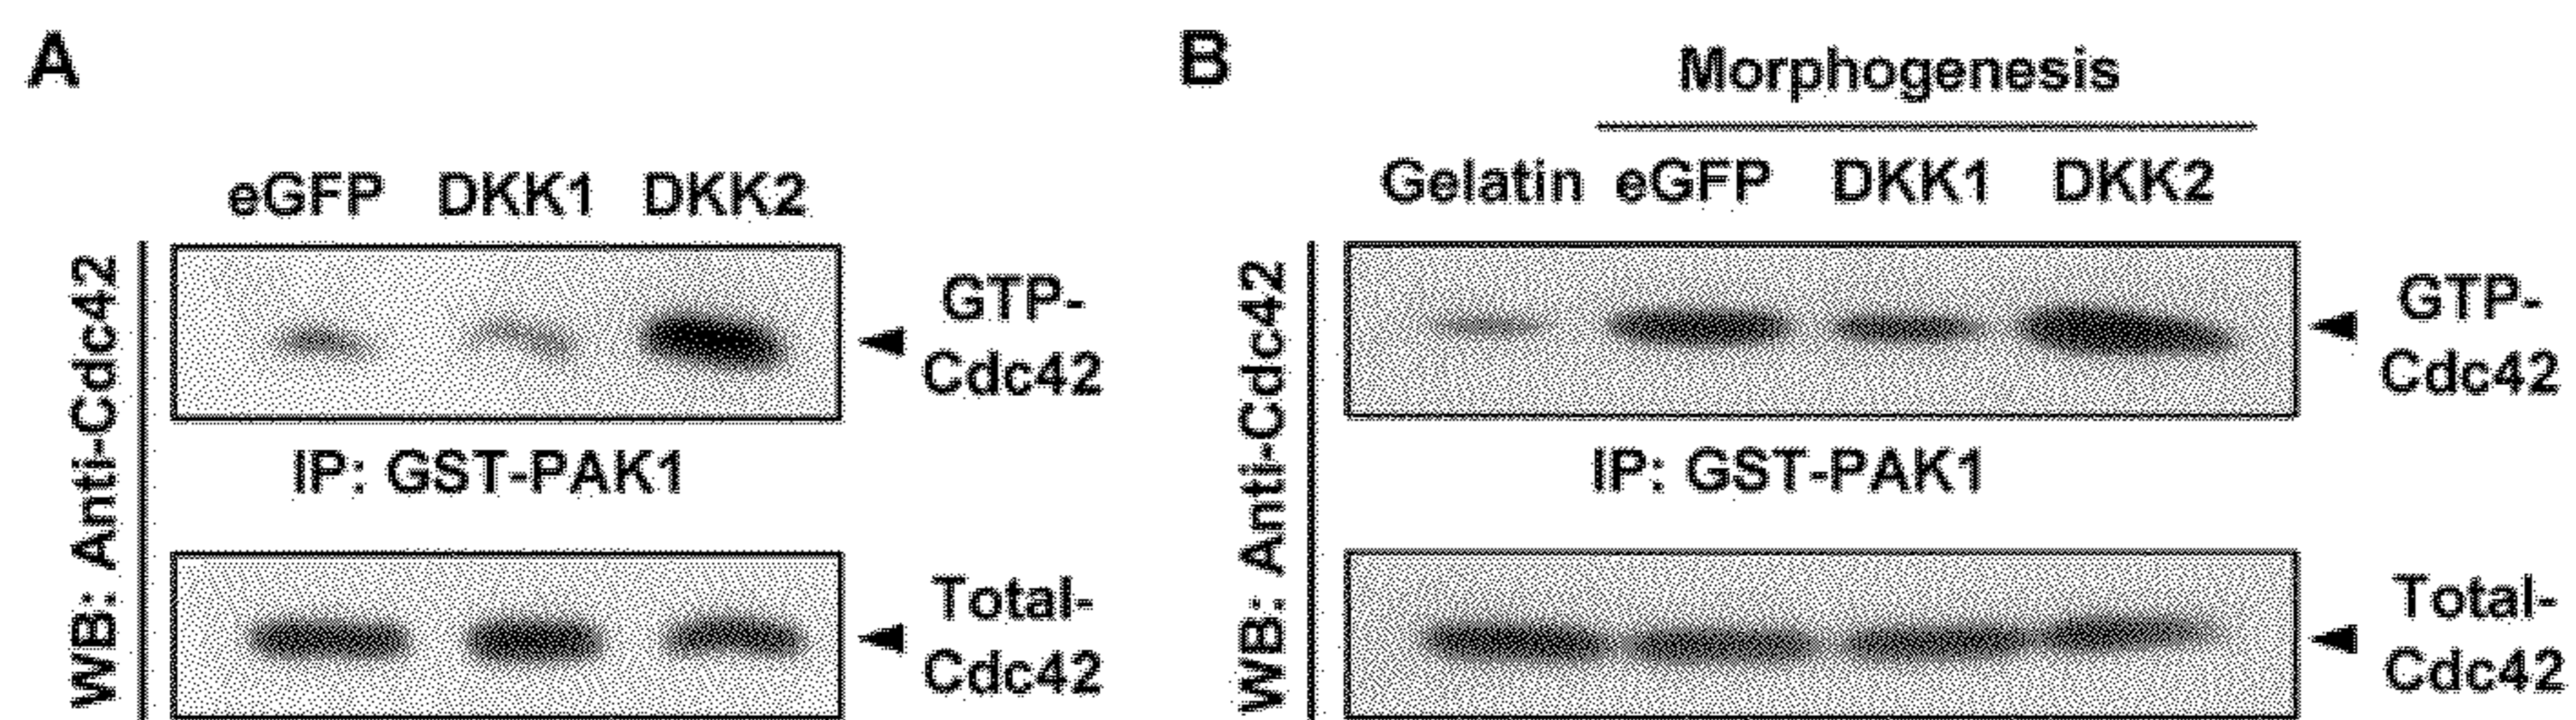 A
eGFP DKK1 DKK2
WB: Anti-Cdc42
GTP-
Cdc42
IP: GST-PAK1
Total-
Cdc42
B
Morphogenesis
Gelatin eGFP DKK1 DKK2
WB: Anti-Cdc42
GTP-
Cdc42
IP: GST-PAK1
Total-
Cdc42